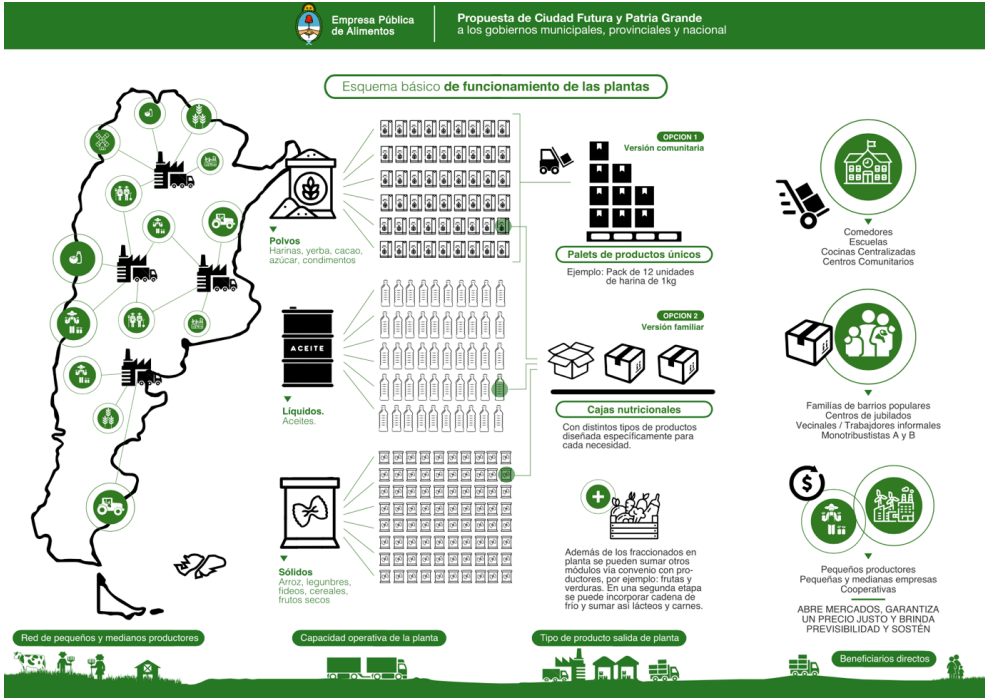 Empresa Pública
de Alimentos
Propuesta de Ciudad Futura y Patria Grande
a los gobiernos municipales, provinciales y nacional
Esquema básico de funcionamiento de las plantas
Polvos
Harinas, yerba, cacao,
azúcar, condimentos
ACEITE
Líquidos.
Aceites.
Sólidos
Arroz, legunbres,
fideos, cereales,
frutos secos
OPCION 1
Versión comunitaria
Palets de productos únicos
Ejemplo: Pack de 12 unidades
de harina de 1kg
OPCION 2
Versión familiar
Cajas nutricionales
Con distintos tipos de productos
diseñada específicamente para
cada necesidad.
Además de los fraccionados en
planta se pueden sumar otros
módulos vía convenio con pro-
ductores, por ejemplo: frutas y
verduras. En una segunda etapa
se puede incorporar cadena de
frío y sumar así lácteos y carnes.
Comedores
Escuelas
Cocinas Centralizadas
Centros Comunitarios
Familias de barrios populares
Centros de jubilados
Vecinales / Trabajdores informales
Monotribustistas A y B
$
Pequeños productores
Pequeñas y medianas empresas
Cooperativas
ABRE MERCADOS, GARANTIZA
UN PRECIO JUSTO Y BRINDA
PREVISIBILIDAD Y SOSTÉN
Red de pequeños y medianos productores
Capacidad operativa de la planta
Tipo de producto salida de planta
Beneficiarios directos